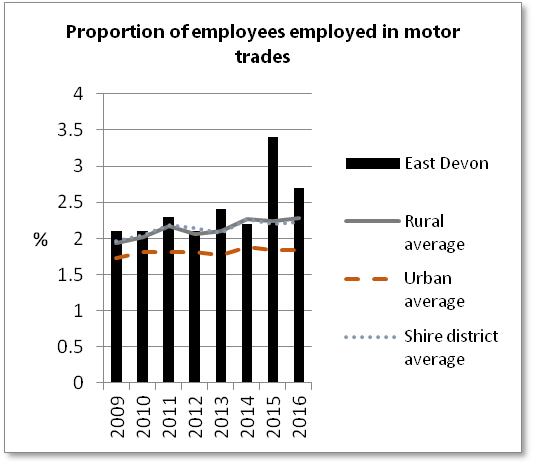 Proportion of employees employed in motor
trades
4
3.5
3
2.5
2
1.5
1
0.5
0
%
2009
2010
2011
2012
2013
2014
2015
2016
East Devon
Rural
average
Urban
average
Shire district
average